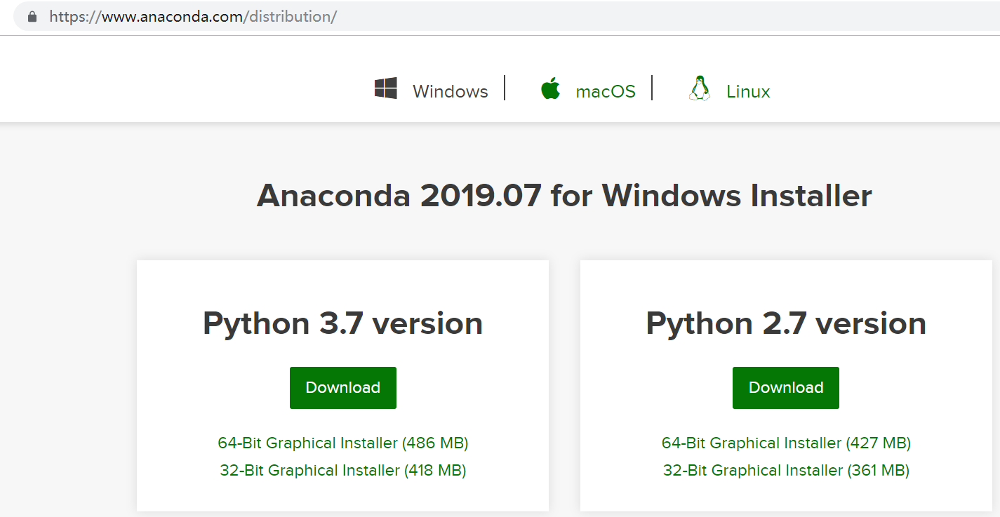 https://www.anaconda.com/distribution/
Windows
macOS
Linux
Anaconda 2019.07 for Windows Installer
Python 3.7 version
Download
64-Bit Graphical Installer (486 MB)
32-Bit Graphical Installer (418 MB)
Python 2.7 version
Download
64-Bit Graphical Installer (427 MB)
32-Bit Graphical Installer (361 MB)